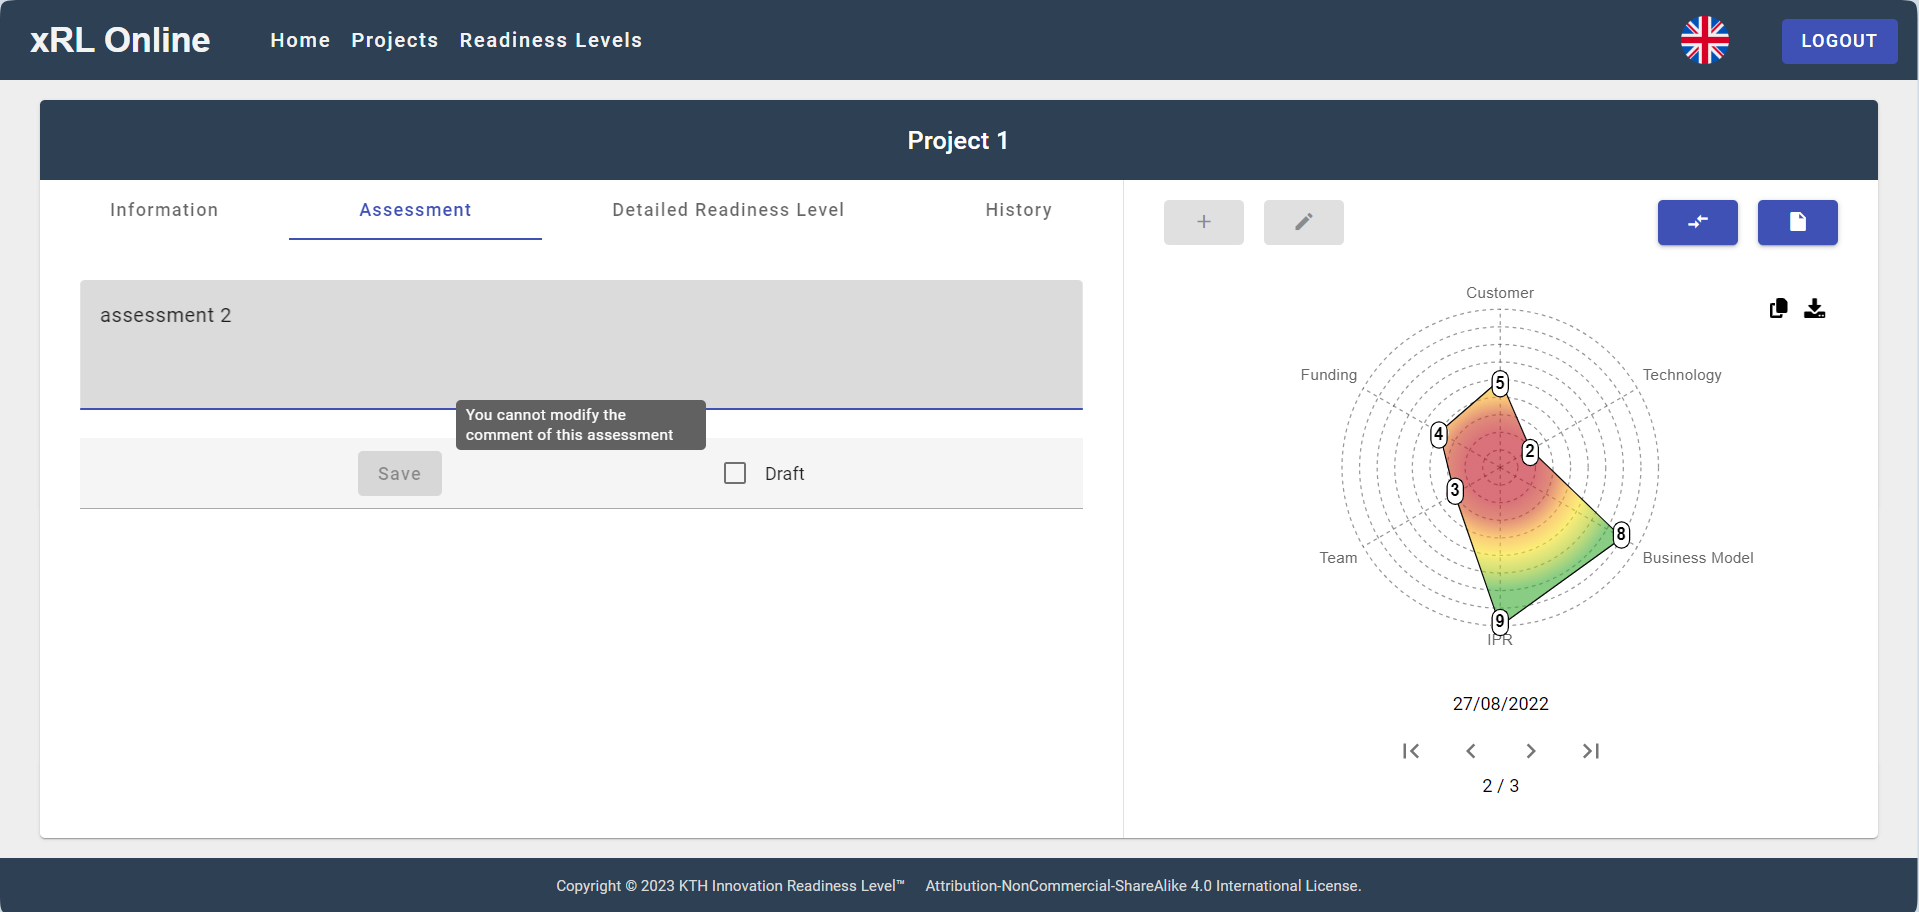 xRL Online
Home Projects Readiness Levels
LOGOUT
Project 1
Information Assessment Detailed Readiness Level History
assessment 2
You cannot modify the
comment of this assessment
Save
Draft
Customer
Funding
Technology
5
4
2
3
8
Team
Business Model
9
IPR
27/08/2022
2 / 3
Copyright © 2023 KTH Innovation Readiness Level™ Attribution-NonCommercial-ShareAlike 4.0 International License.